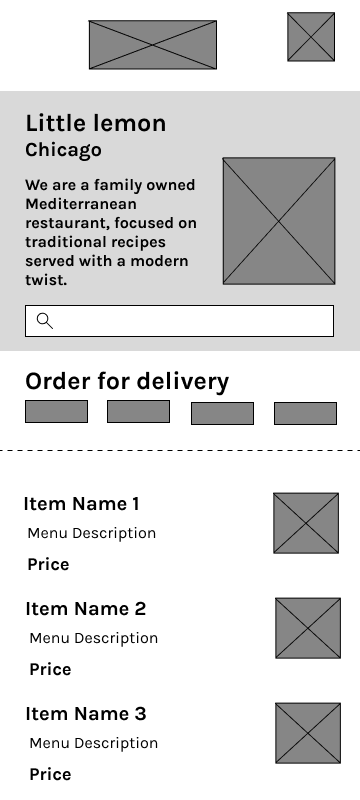 Little lemon
Chicago
We are a family owned
Mediterranean
restaurant, focused on
traditional recipes
served with a modern
twist.
Order for delivery
Item Name 1
Menu Description
Price
Item Name 2
Menu Description
Price
Item Name 3
Menu Description
Price